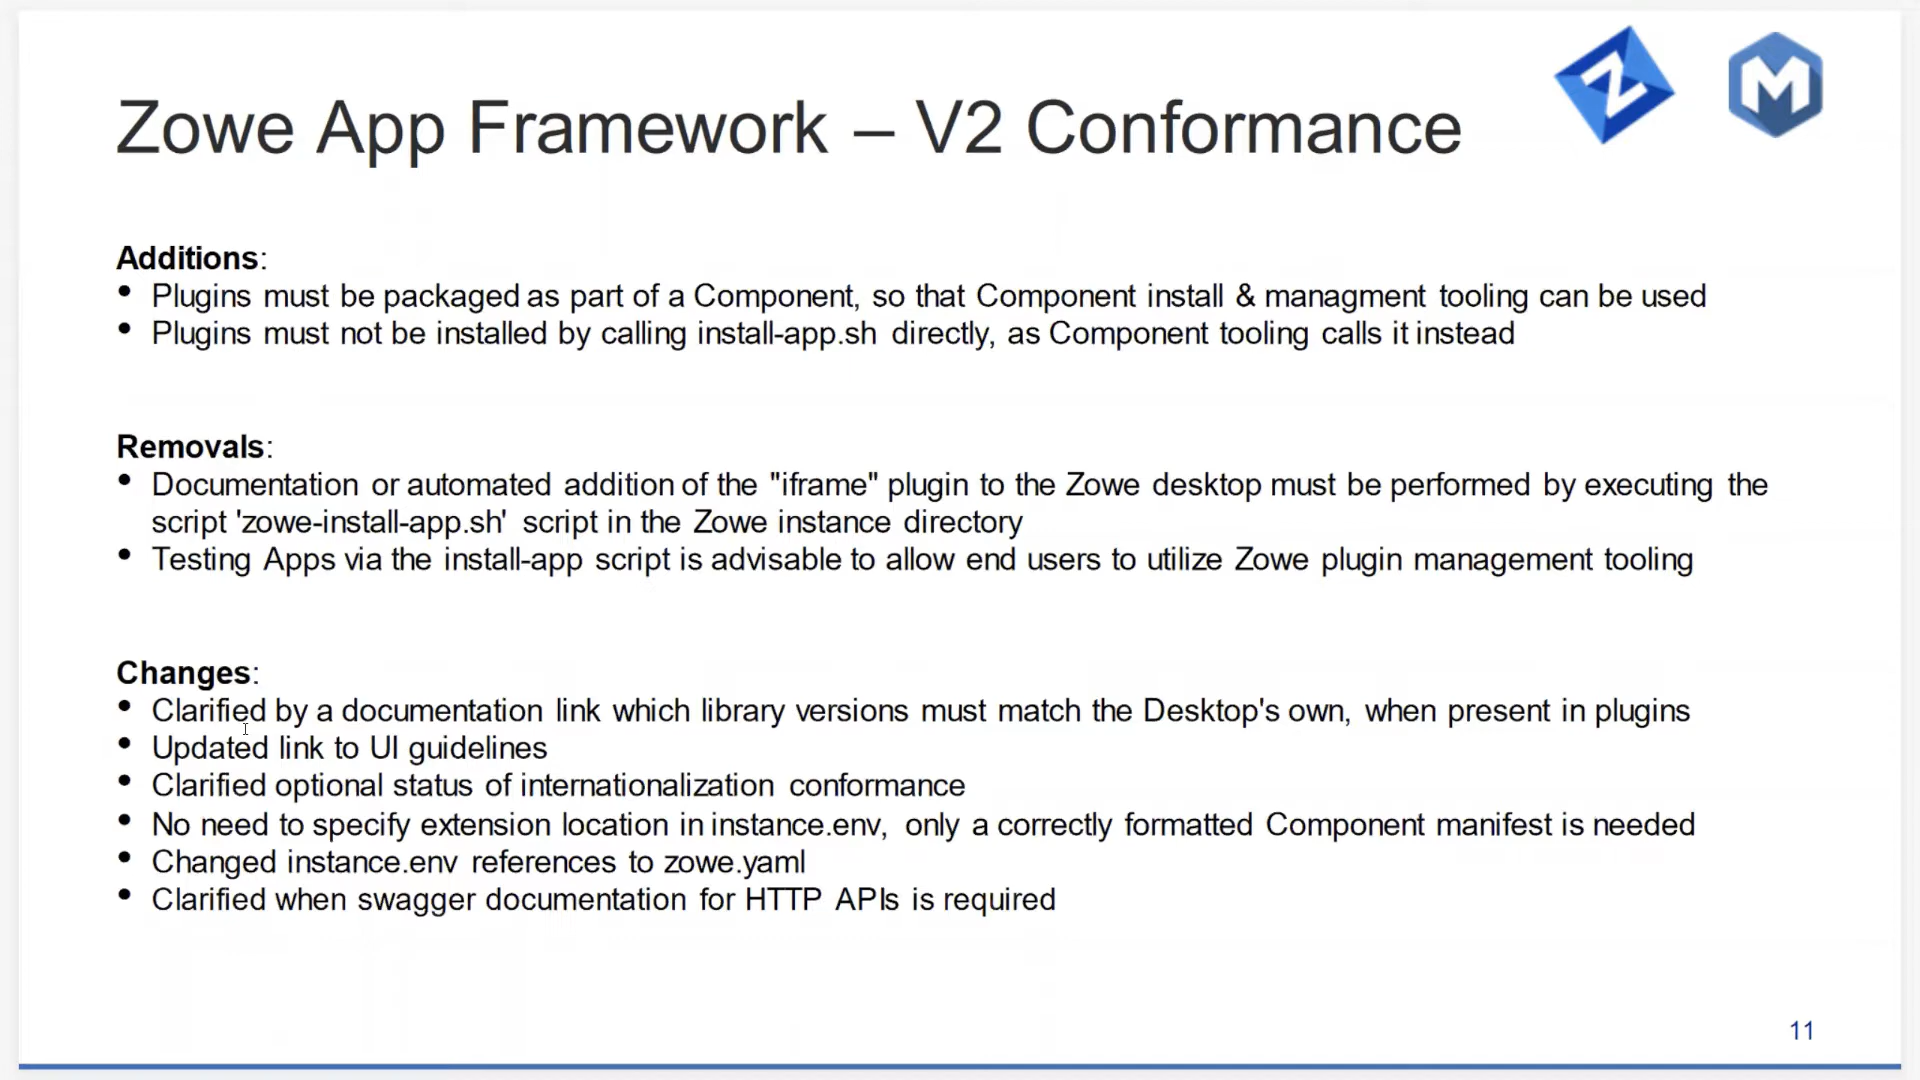 Zowe App Framework – V2 Conformance
Additions:
• Plugins must be packaged as part of a Component, so that Component install & managment tooling can be used
• Plugins must not be installed by calling install-app.sh directly, as Component tooling calls it instead
Removals:
• Documentation or automated addition of the "iframe" plugin to the Zowe desktop must be performed by executing the
script 'zowe-install-app.sh' script in the Zowe instance directory
• Testing Apps via the install-app script is advisable to allow end users to utilize Zowe plugin management tooling
Changes:
• Clarified by a documentation link which library versions must match the Desktop's own, when present in plugins
• Updated link to UI guidelines
• Clarified optional status of internationalization conformance
• No need to specify extension location in instance.env, only a correctly formatted Component manifest is needed
• Changed instance.env references to zowe.yaml
• Clarified when swagger documentation for HTTP APIs is required
11